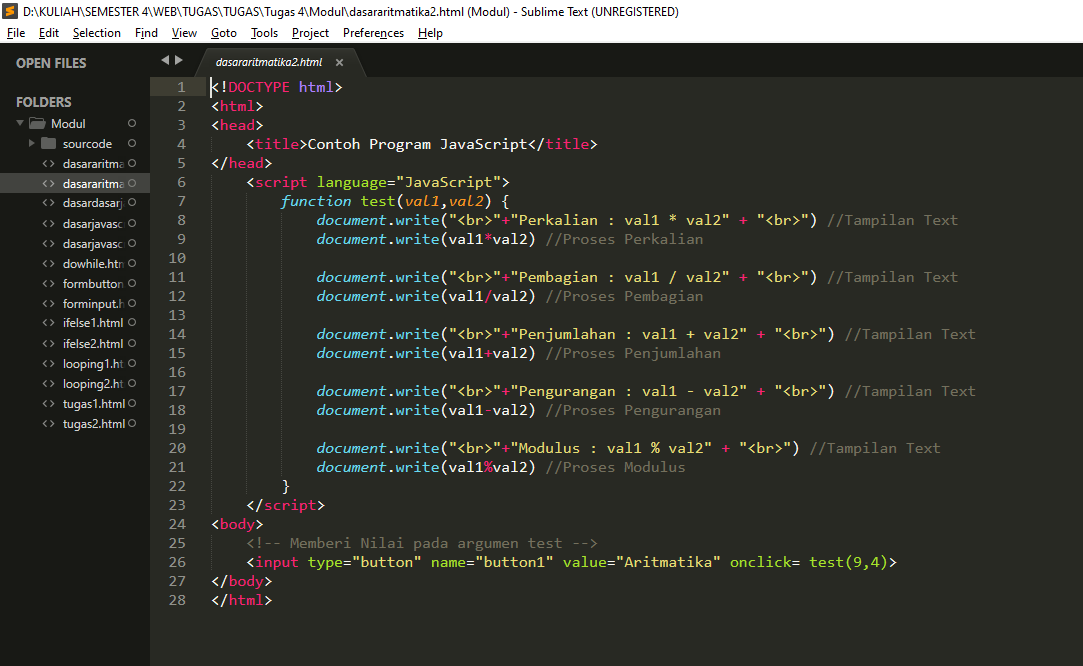 D:\KULIAH\SEMESTER 4\WEB\TUGAS\TUGAS\Tugas 4\Modul\dasararitmatika2.html (Modul) - Sublime Text (UNREGISTERED)
File Edit Selection Find View Goto Tools Project Preferences Help
OPEN FILES
FOLDERS
Modul
sourcode
dasararitma
dasararitma
dasardasarj
dasarjavasc
dasarjavasc
dowhile.htm
formbutton
forminput.h
ifelse1.html
ifelse2.html
looping1.ht
looping2.ht
tugas1.html
tugas2.html
dasararitmatika2.html ×
1 <!DOCTYPE html>
2 <html>
3 <head>
4     <title>Contoh Program JavaScript</title>
5 </head>
6     <script language="JavaScript">
7         function test(val1,val2) {
8             document.write("<br>"+"Perkalian : val1 * val2" + "<br>") //Tampilan Text
9             document.write(val1*val2) //Proses Perkalian
10
11             document.write("<br>"+"Pembagian : val1 / val2" + "<br>") //Tampilan Text
12             document.write(val1/val2) //Proses Pembagian
13
14             document.write("<br>"+"Penjumlahan : val1 + val2" + "<br>") //Tampilan Text
15             document.write(val1+val2) //Proses Penjumlahan
16
17             document.write("<br>"+"Pengurangan : val1 - val2" + "<br>") //Tampilan Text
18             document.write(val1-val2) //Proses Pengurangan
19
20             document.write("<br>"+"Modulus : val1 % val2" + "<br>") //Tampilan Text
21             document.write(val1%val2) //Proses Modulus
22         }
23     </script>
24 <body>
25     <!-- Memberi Nilai pada argumen test -->
26     <input type="button" name="button1" value="Aritmatika" onclick= test(9,4)>
27 </body>
28 </html>